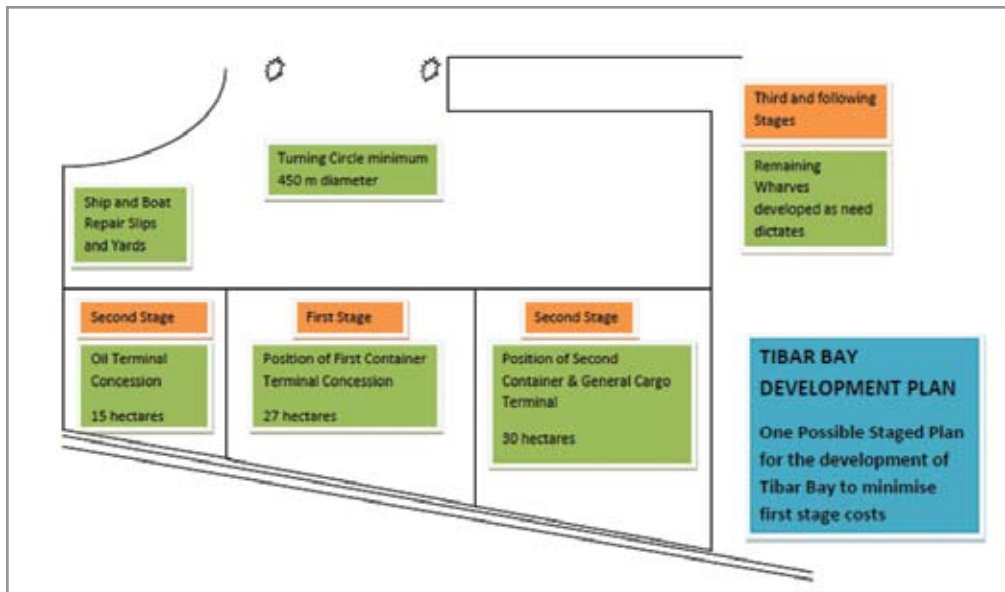 Third and following
Stages
Turning Circle minimum
450 m diameter
Remaining
Wharves
developed as need
dictates
Ship and Boat
Repair Slips
and Yards
Second Stage
Oil Terminal
Concession
15 hectares
First Stage
Position of First Container
Terminal Concession
27 hectares
Second Stage
Position of Second
Container & General Cargo
Terminal
30 hectares
TIBAR BAY
DEVELOPMENT PLAN
One Possible Staged Plan
for the development of
Tibar Bay to minimise
first stage costs